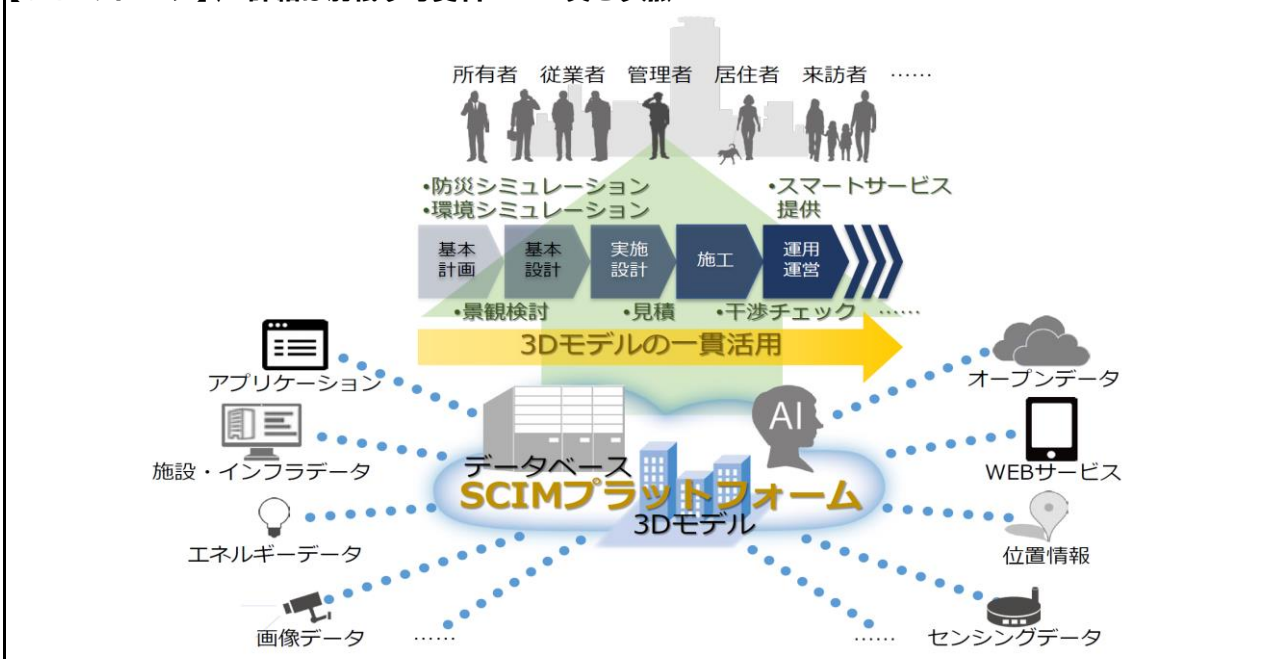 所有者 従業者 管理者 居住者 来訪者 ……
•防災シミュレーション
•環境シミュレーション
•スマートサービス
提供
基本
計画
基本
設計
実施
設計
施工
運用
運営
•景観検討 •見積 •干渉チェック ……
3Dモデルの一貫活用
アプリケーション
オープンデータ
AI
施設・インフラデータ
データベース
WEBサービス
SCIMプラットフォーム
3Dモデル
エネルギーデータ
位置情報
画像データ
……
……
センシングデータ